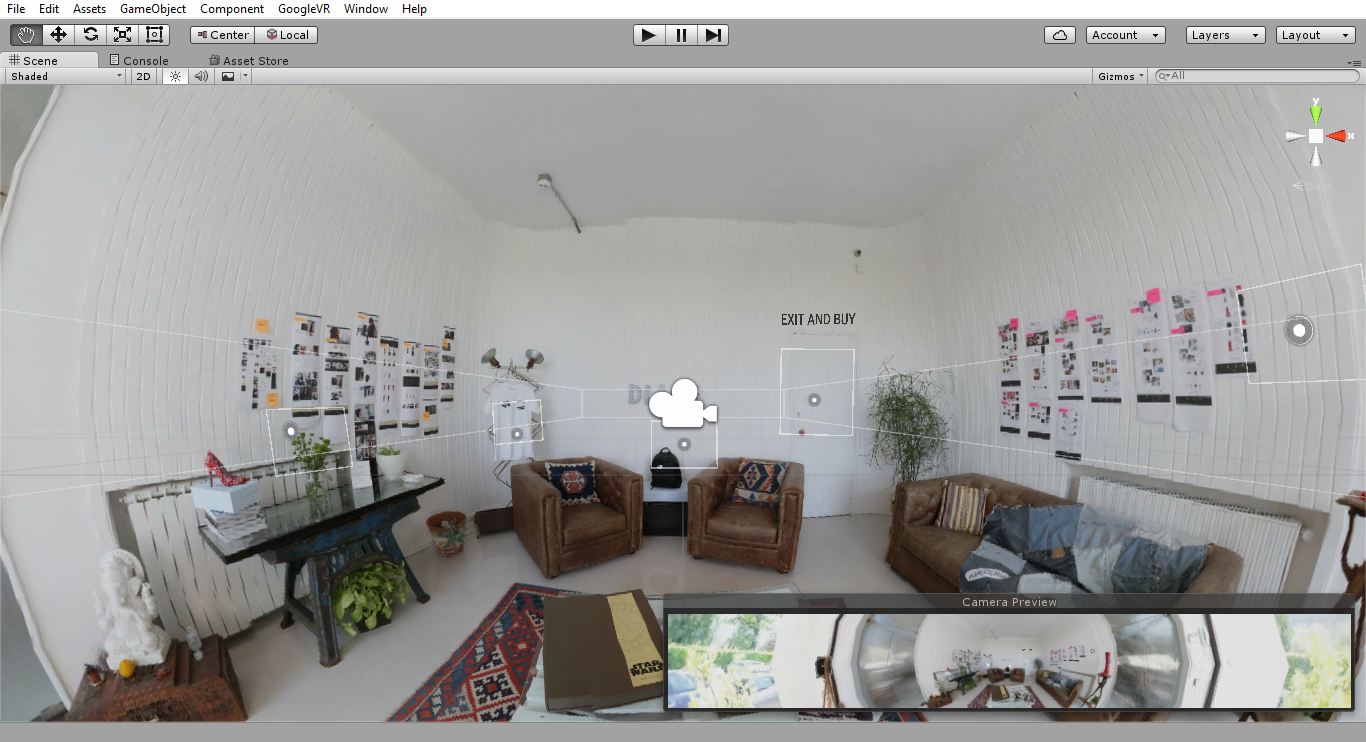 File Edit Assets GameObject Component GoogleVR Window Help
Center Local Account Layers Layout
Scene Console Asset Store
Shaded 2D Gizmos All
y
x
Back
EXIT AND BUY
STAR
WARS
Camera Preview